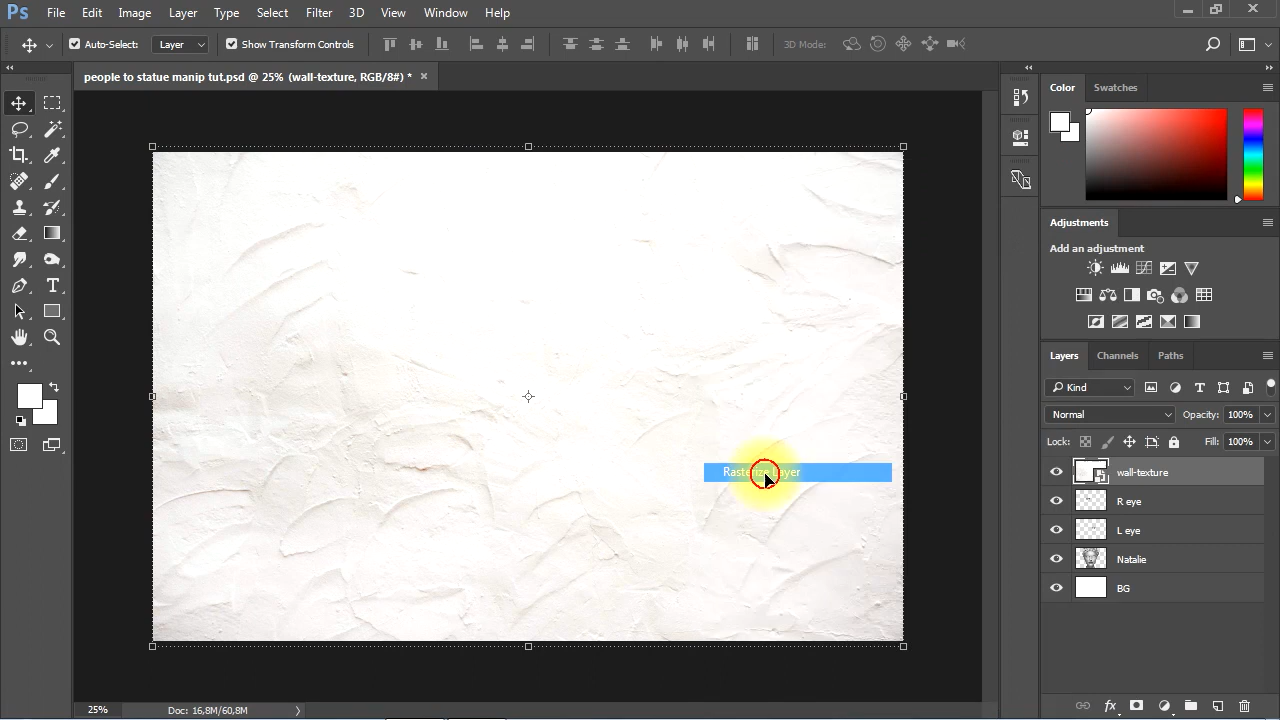 Ps File Edit Image Layer Type Select Filter 3D View Window Help
Auto-Select: Layer Show Transform Controls 3D Mode:
people to statue manip tut.psd @ 25% (wall-texture, RGB/8#) * ×
Color Swatches
Adjustments
Add an adjustment
Layers Channels Paths
Kind
Normal Opacity: 100%
Lock: Fill: 100%
Rasterize Layer
wall-texture
R eye
L eye
Natalie
BG
25% Doc: 16,8M/60,8M
fx